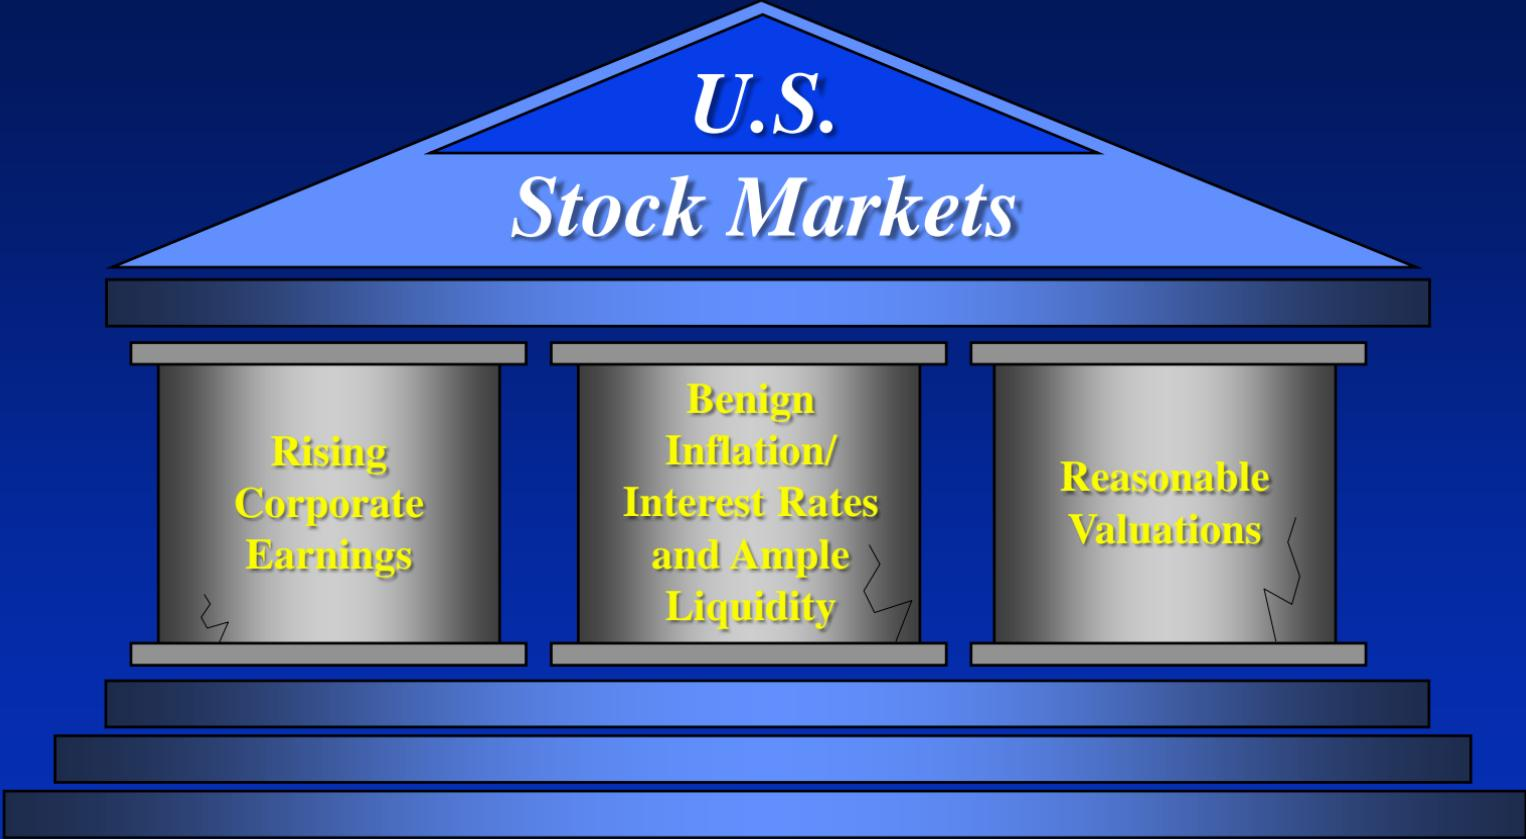 U.S.
Stock Markets
Rising
Corporate
Earnings
Benign
Inflation/
Interest Rates
and Ample
Liquidity
Reasonable
Valuations